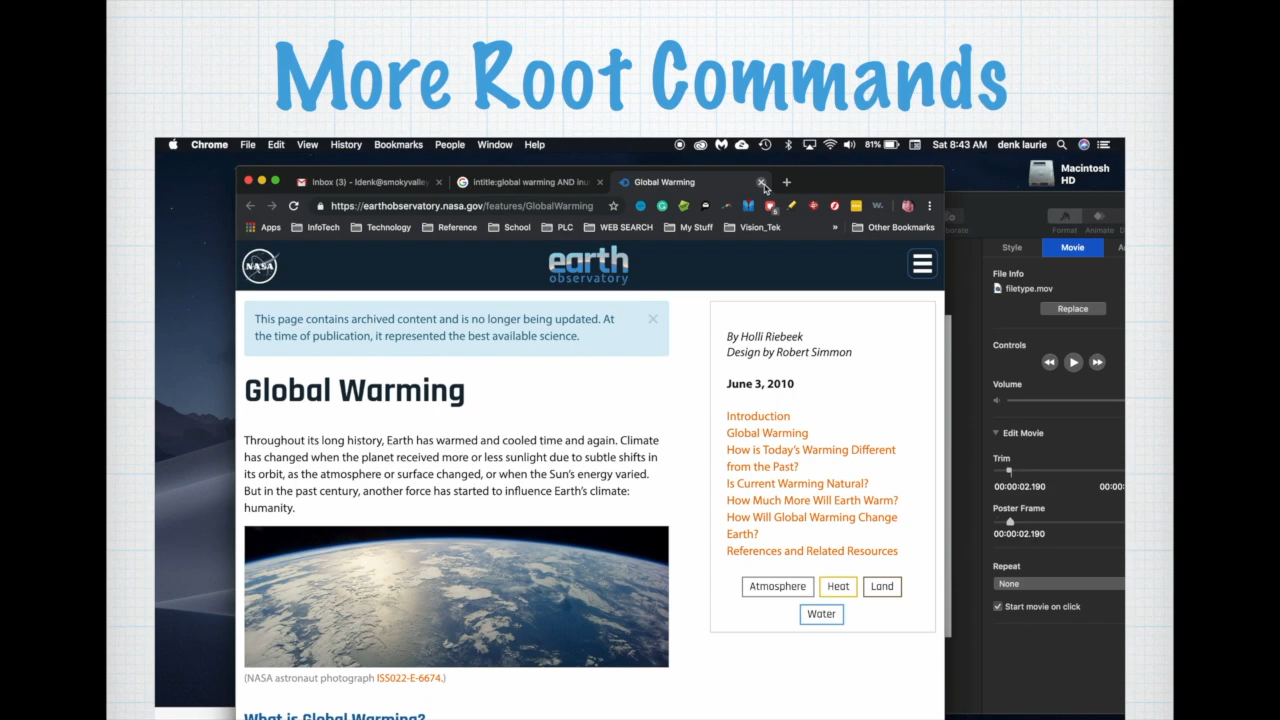 More Root Commands
Chrome File Edit View History Bookmarks People Window Help 81% Sat 8:43 AM denk laurie
Macintosh
HD
Inbox (3) - ldenk@smokyvalley
intitle:global warming AND inu
Global Warming
https://earthobservatory.nasa.gov/features/GlobalWarming
Apps InfoTech Technology Reference School PLC WEB SEARCH My Stuff Vision_Tek » Other Bookmarks
Format Animate
Style Movie
NASA
earth
observatory
File Info
filetype.mov
Replace
This page contains archived content and is no longer being updated. At
the time of publication, it represented the best available science.
Global Warming
Throughout its long history, Earth has warmed and cooled time and again. Climate
has changed when the planet received more or less sunlight due to subtle shifts in
its orbit, as the atmosphere or surface changed, or when the Sun's energy varied.
But in the past century, another force has started to influence Earth's climate:
humanity.
(NASA astronaut photograph ISS022-E-6674.)
What is Global Warming?
By Holli Riebeek
Design by Robert Simmon
June 3, 2010
Introduction
Global Warming
How is Today's Warming Different
from the Past?
Is Current Warming Natural?
How Much More Will Earth Warm?
How Will Global Warming Change
Earth?
References and Related Resources
Atmosphere Heat Land
Water
Controls
Volume
Edit Movie
Trim
00:00:02.190 00:00:
Poster Frame
00:00:02.190
Repeat
None
Start movie on click